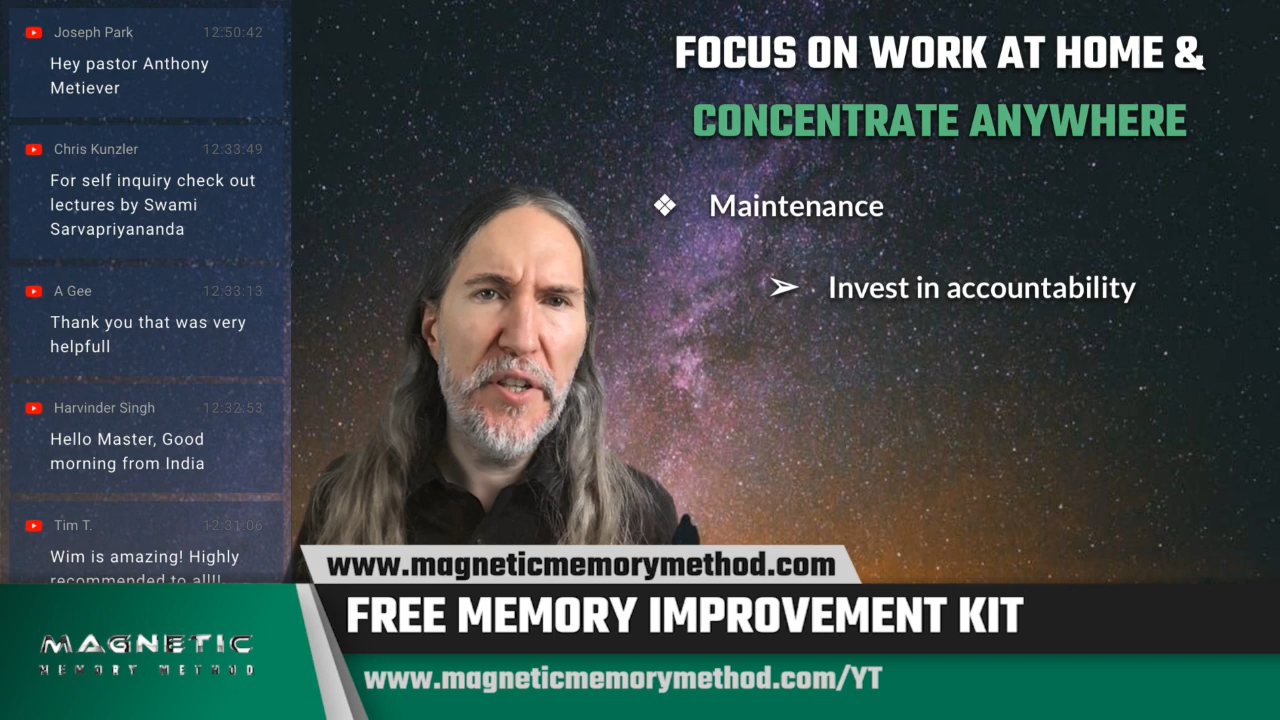 Joseph Park 12:50:42
Hey pastor Anthony
Metiever
Chris Kunzler 12:33:49
For self inquiry check out
lectures by Swami
Sarvapriyananda
A Gee 12:33:13
Thank you that was very
helpfull
Harvinder Singh 12:32:53
Hello Master, Good
morning from India
Tim T. 12:31:06
Wim is amazing! Highly
recommended to allll
FOCUS ON WORK AT HOME &
CONCENTRATE ANYWHERE
❖ Maintenance
➢ Invest in accountability
www.magneticmemorymethod.com
FREE MEMORY IMPROVEMENT KIT
www.magneticmemorymethod.com/YT
MAGNETIC
MEMORY METHOD